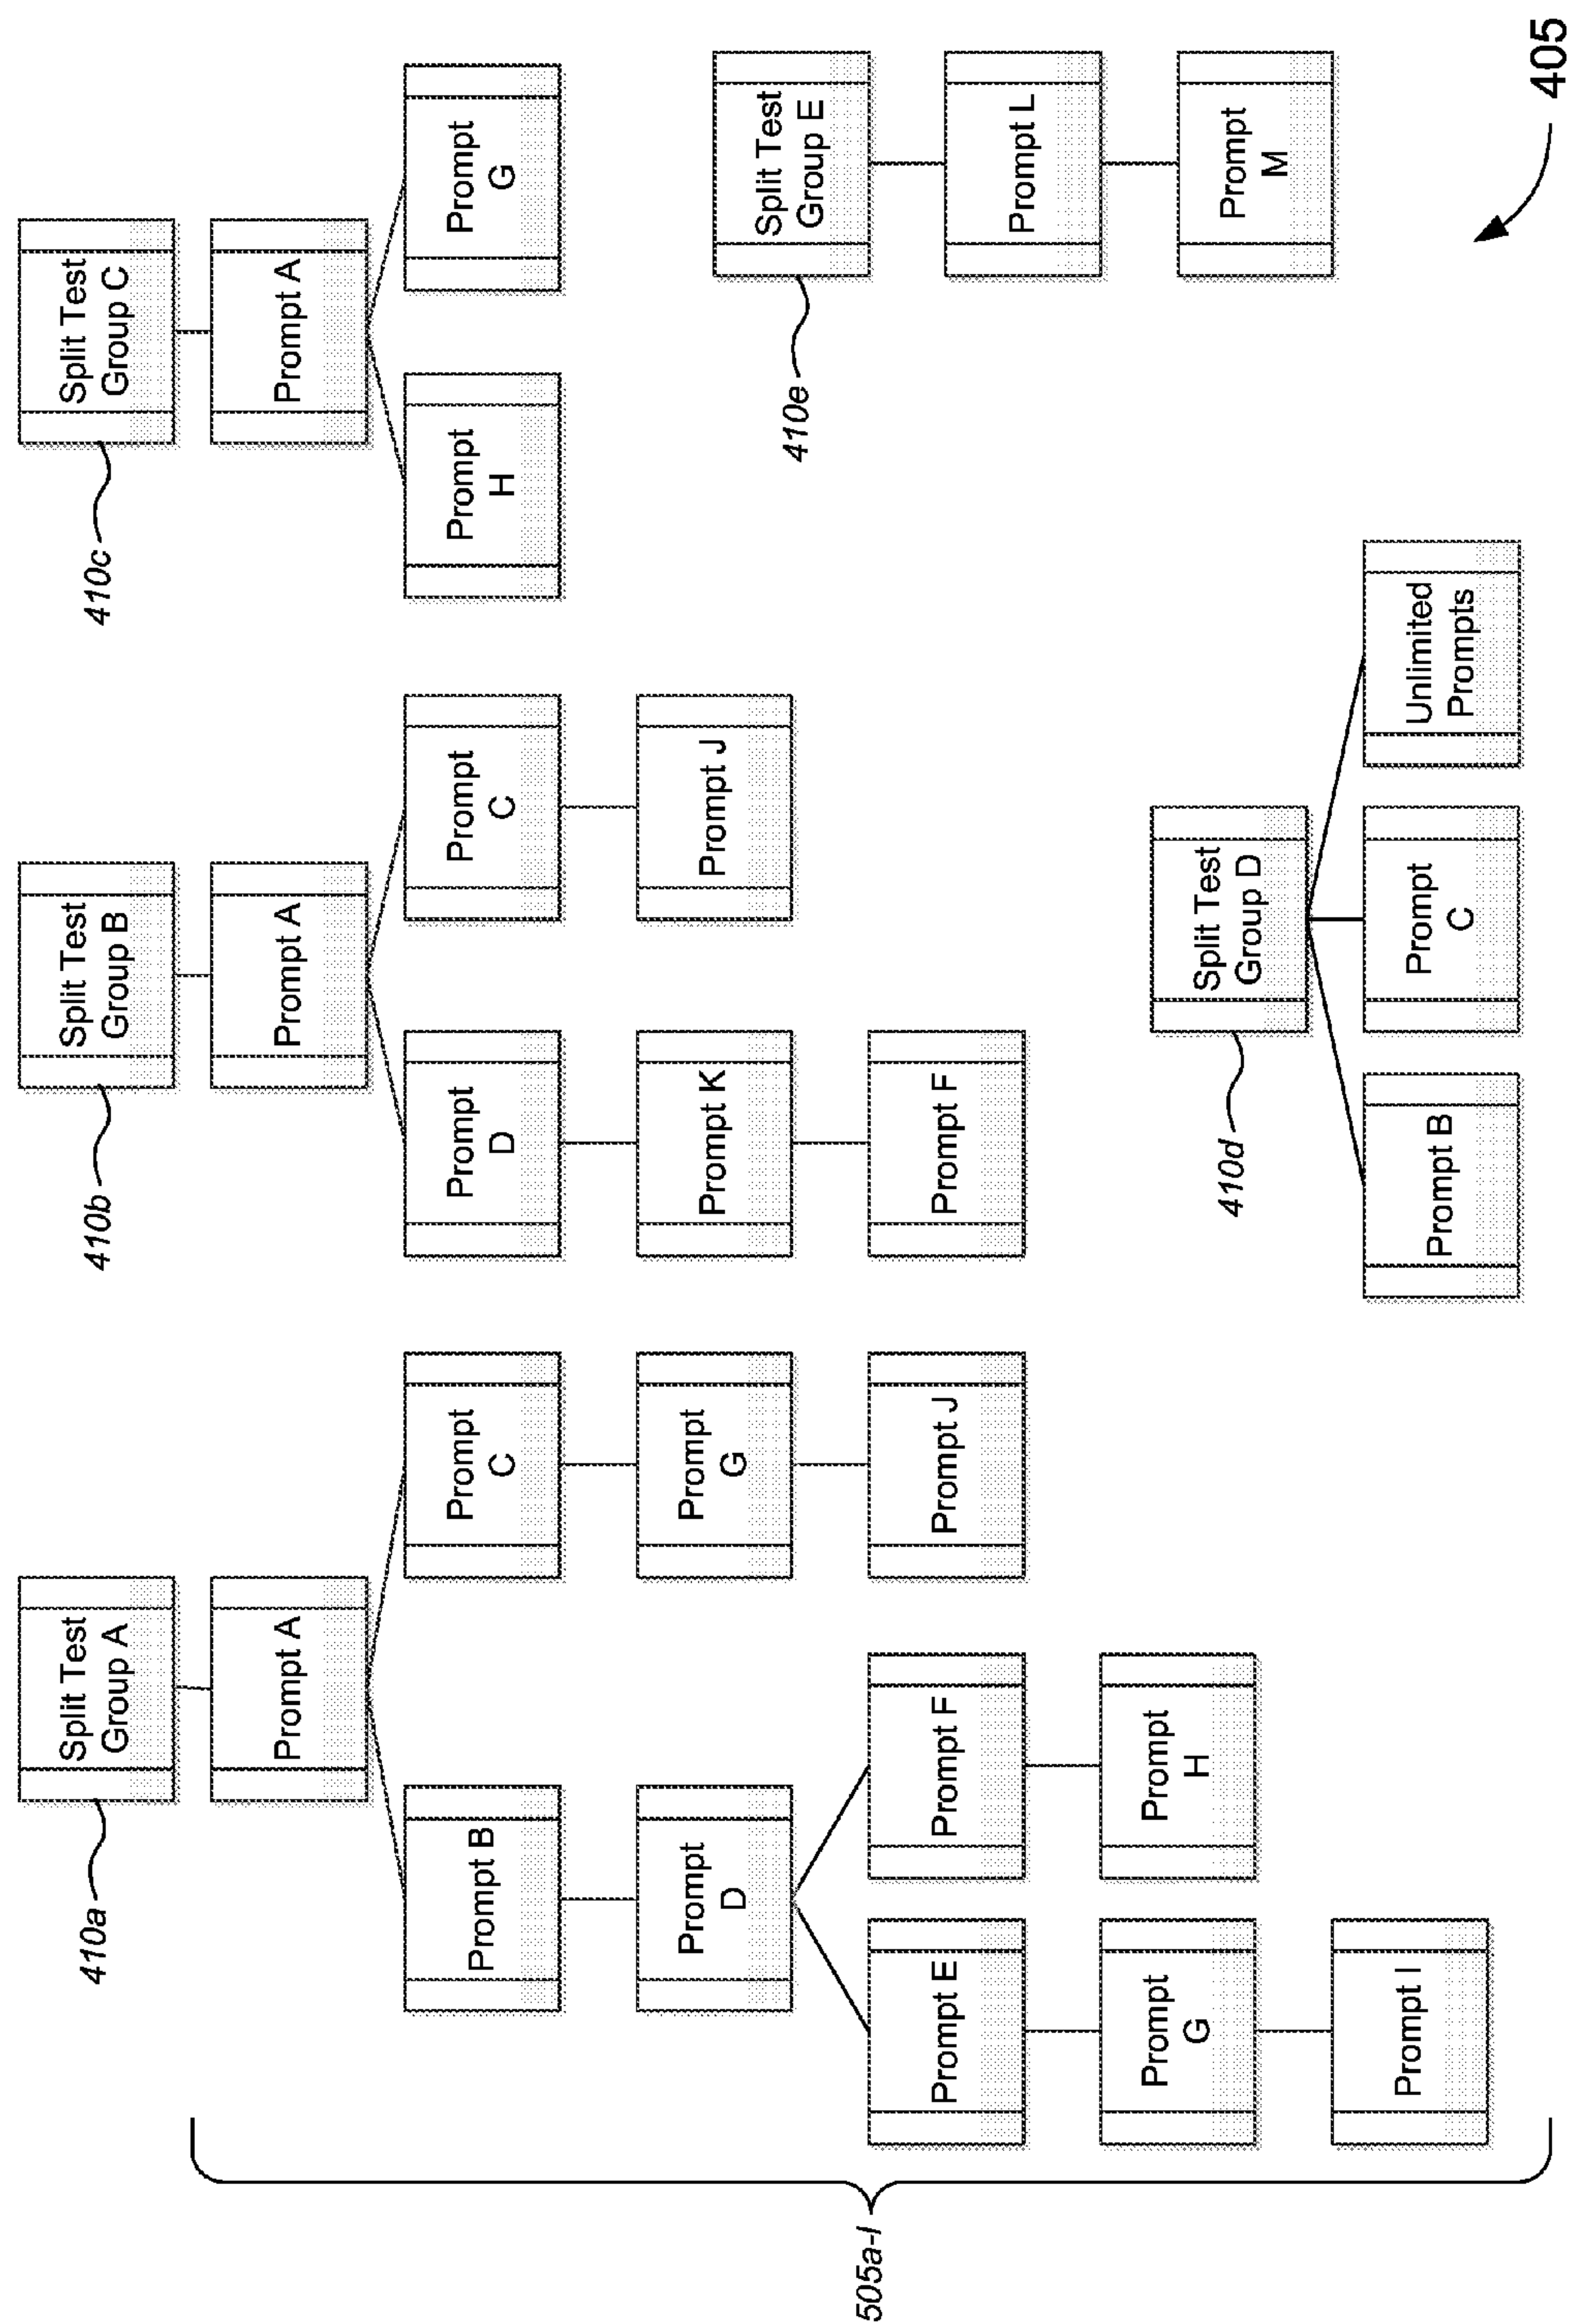 410a
Split Test
Group A
Prompt A
Prompt B
Prompt
C
Prompt
D
Prompt
G
Prompt E
Prompt F
Prompt J
Prompt
G
Prompt
H
Prompt I
505a-l
410b
Split Test
Group B
Prompt A
Prompt
D
Prompt
C
Prompt K
Prompt J
Prompt F
410c
Split Test
Group C
Prompt A
Prompt
H
Prompt
G
410d
Split Test
Group D
Prompt B
Prompt
C
Unlimited
Prompts
410e
Split Test
Group E
Prompt L
Prompt
M
405